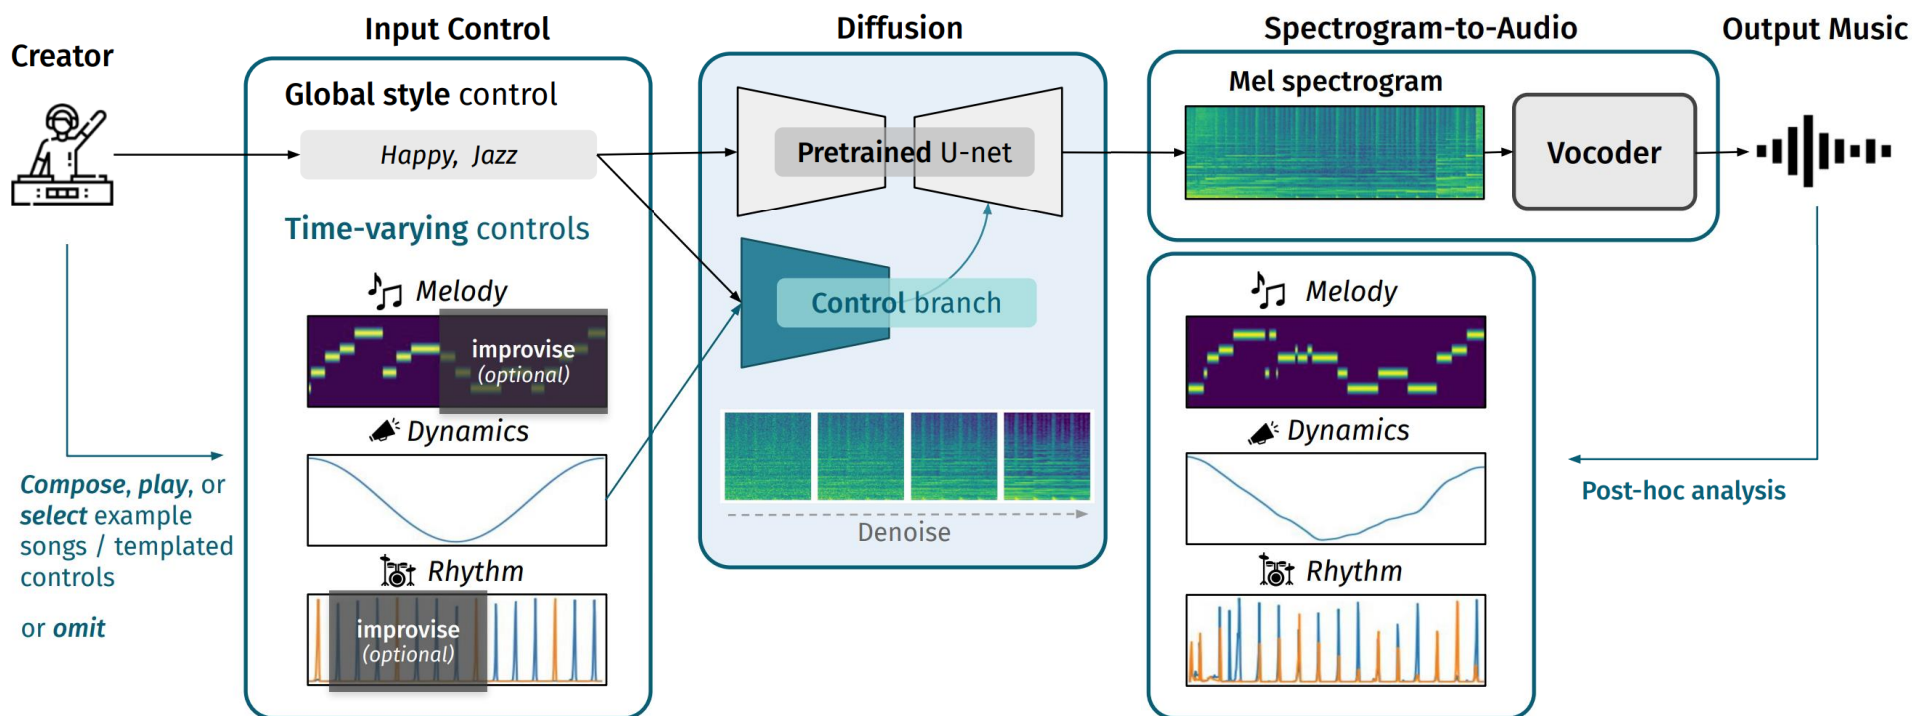 Creator
Input Control
Global style control
Happy, Jazz
Time-varying controls
Melody
improvise
(optional)
Dynamics
Rhythm
improvise
(optional)
Compose, play, or
select example
songs / templated
controls
or omit
Diffusion
Pretrained U-net
Control branch
Denoise
Spectrogram-to-Audio
Mel spectrogram
Vocoder
Output Music
Melody
Dynamics
Rhythm
Post-hoc analysis